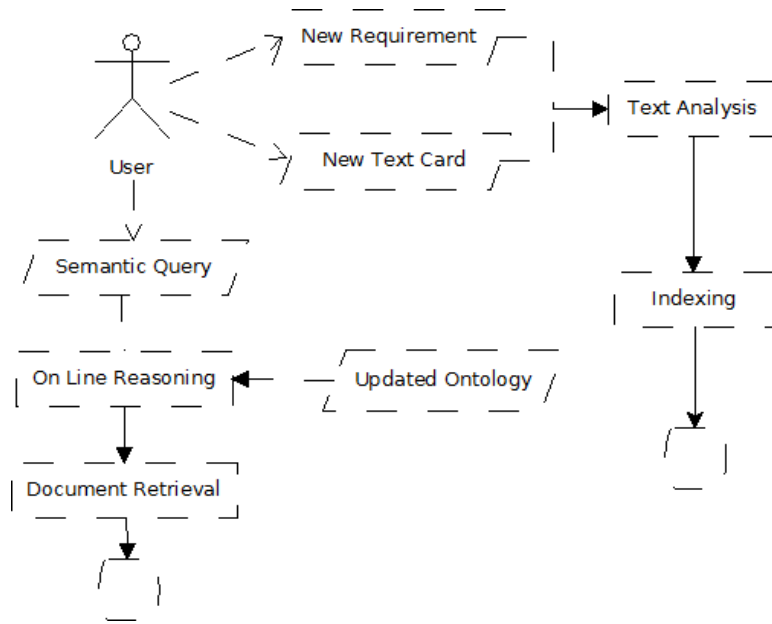 New Requirement
Text Analysis
New Text Card
User
Semantic Query
Indexing
On Line Reasoning
Updated Ontology
Document Retrieval